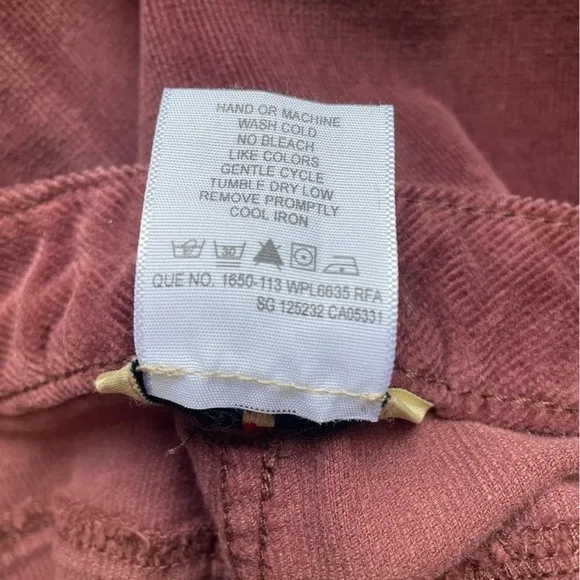 HAND OR MACHINE
WASH COLD
NO BLEACH
LIKE COLORS
GENTLE CYCLE
TUMBLE DRY LOW
REMOVE PROMPTLY
COOL IRON
30
QUE NO. 1650-113 WPL6635 RFA
SG 125232 CA05331